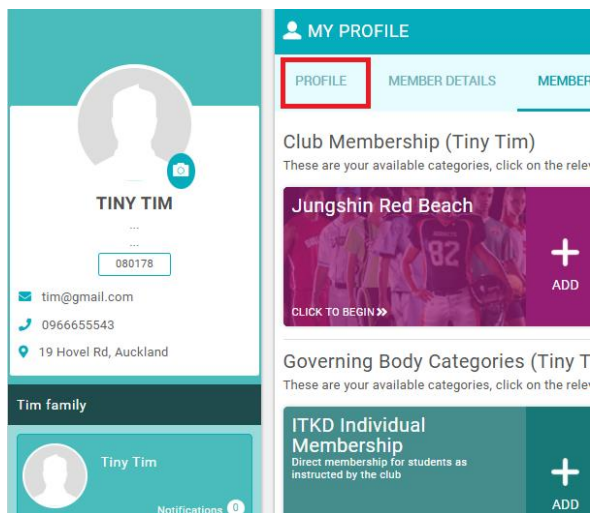 TINY TIM
...
...
080178
tim@gmail.com
0966655543
19 Hovel Rd, Auckland
Tim family
Tiny Tim
Notifications 0
MY PROFILE
PROFILE MEMBER DETAILS MEMBER
Club Membership (Tiny Tim)
These are your available categories, click on the rele
Jungshin Red Beach
82
ADD
CLICK TO BEGIN >>
Governing Body Categories (Tiny T
These are your available categories, click on the rele
ITKD Individual
Membership
Direct membership for students as
instructed by the club
ADD